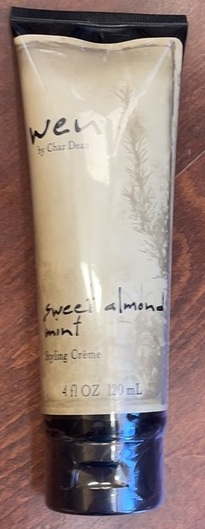 wen
by Chaz Dean
sweet almond
mint
Styling Crème
4 fl OZ 120 mL